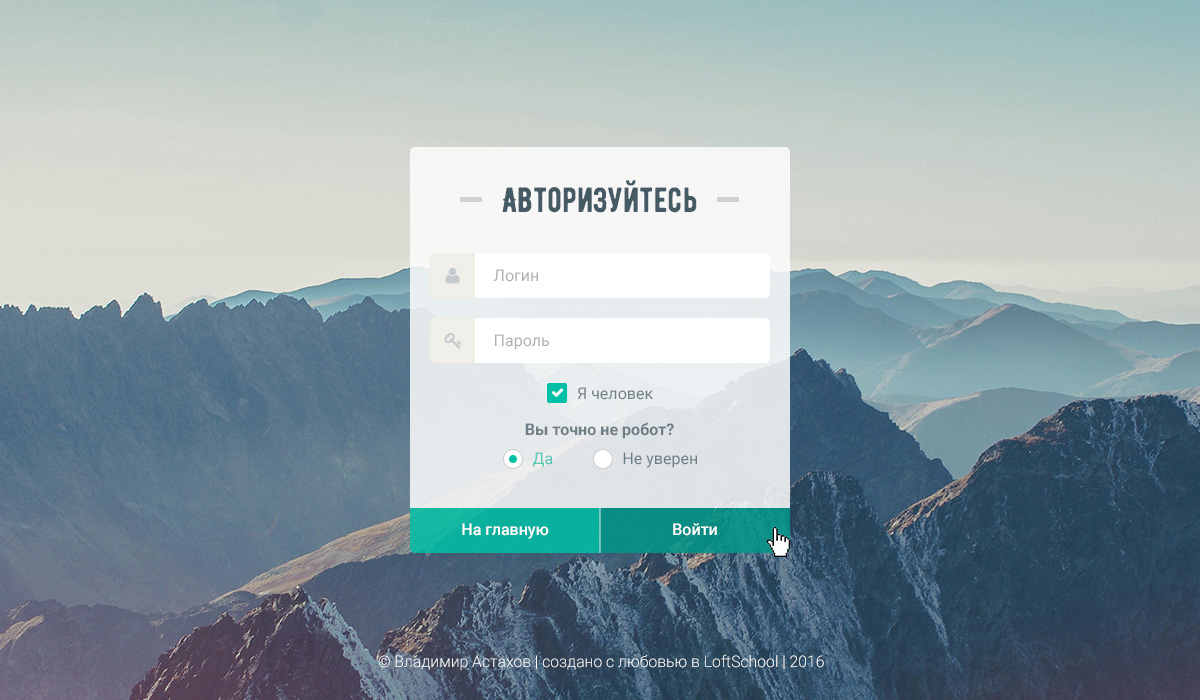 Авторизуйтесь
Логин
Пароль
Я человек
Вы точно не робот?
Да Не уверен
На главную Войти
© Владимир Астахов | создано с любовью в LoftSchool | 2016